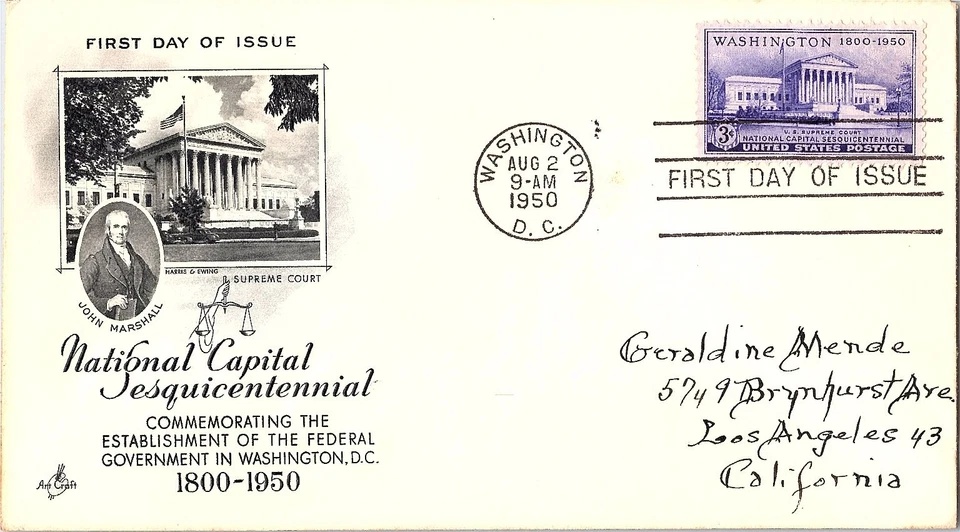 FIRST DAY OF ISSUE
HARRIS & EWING
SUPREME COURT
JOHN MARSHALL
National Capital
Sesquicentennial
COMMEMORATING THE
ESTABLISHMENT OF THE FEDERAL
GOVERNMENT IN WASHINGTON, D.C.
1800-1950
Art Craft
WASHINGTON
AUG 2
9-AM
1950
D. C.
WASHINGTON 1800-1950
3¢
U. S. SUPREME COURT
NATIONAL CAPITAL SESQUICENTENNIAL
UNITED STATES POSTAGE
FIRST DAY OF ISSUE
Geraldine Mende
5749 Brynhurst Ave.
Los Angeles 43
California